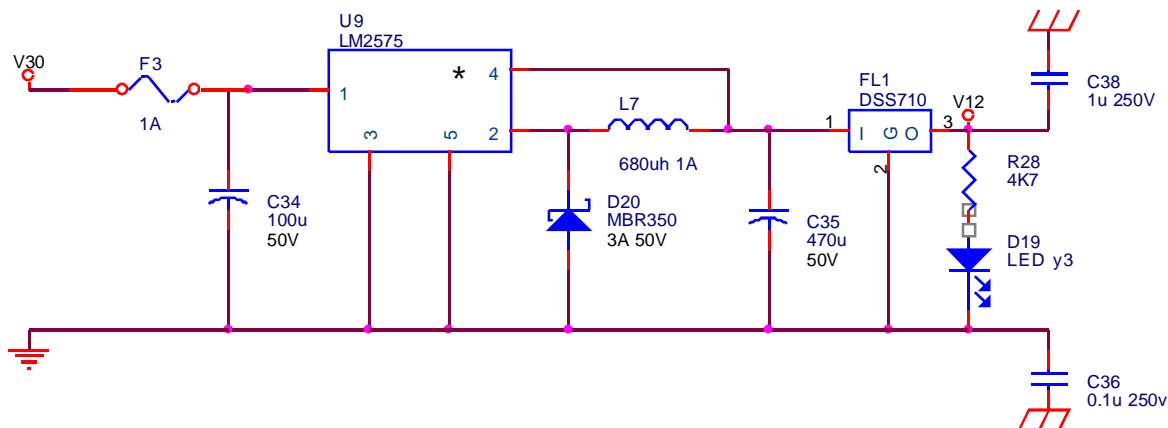 V30
F3
1A
U9
LM2575
*
1
4
2
3
5
C34
100u
50V
L7
680uh 1A
D20
MBR350
3A 50V
C35
470u
50V
FL1
DSS710
1
I
G
O
3
2
V12
R28
4K7
D19
LED y3
C38
1u 250V
C36
0.1u 250v